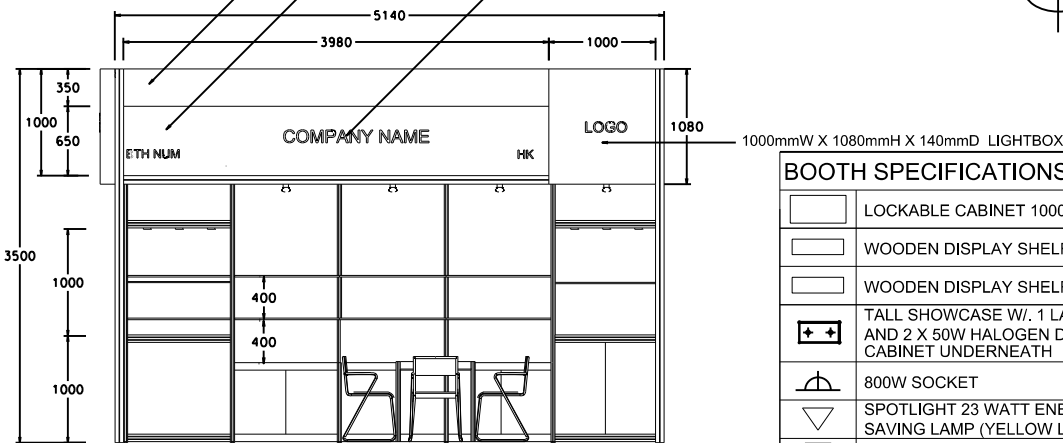 5140
3980
1000
350
1000
650
1080
COMPANY NAME
LOGO
HK
1000mmW X 1080mmH X 140mmD LIGHTBOX
3500
1000
400
400
1000
BOOTH SPECIFICATIONS
LOCKABLE CABINET 1000
WOODEN DISPLAY SHELF
WOODEN DISPLAY SHELF
TALL SHOWCASE W/. 1 LA
AND 2 X 50W HALOGEN D
CABINET UNDERNEATH
800W SOCKET
SPOTLIGHT 23 WATT ENE
SAVING LAMP (YELLOW L